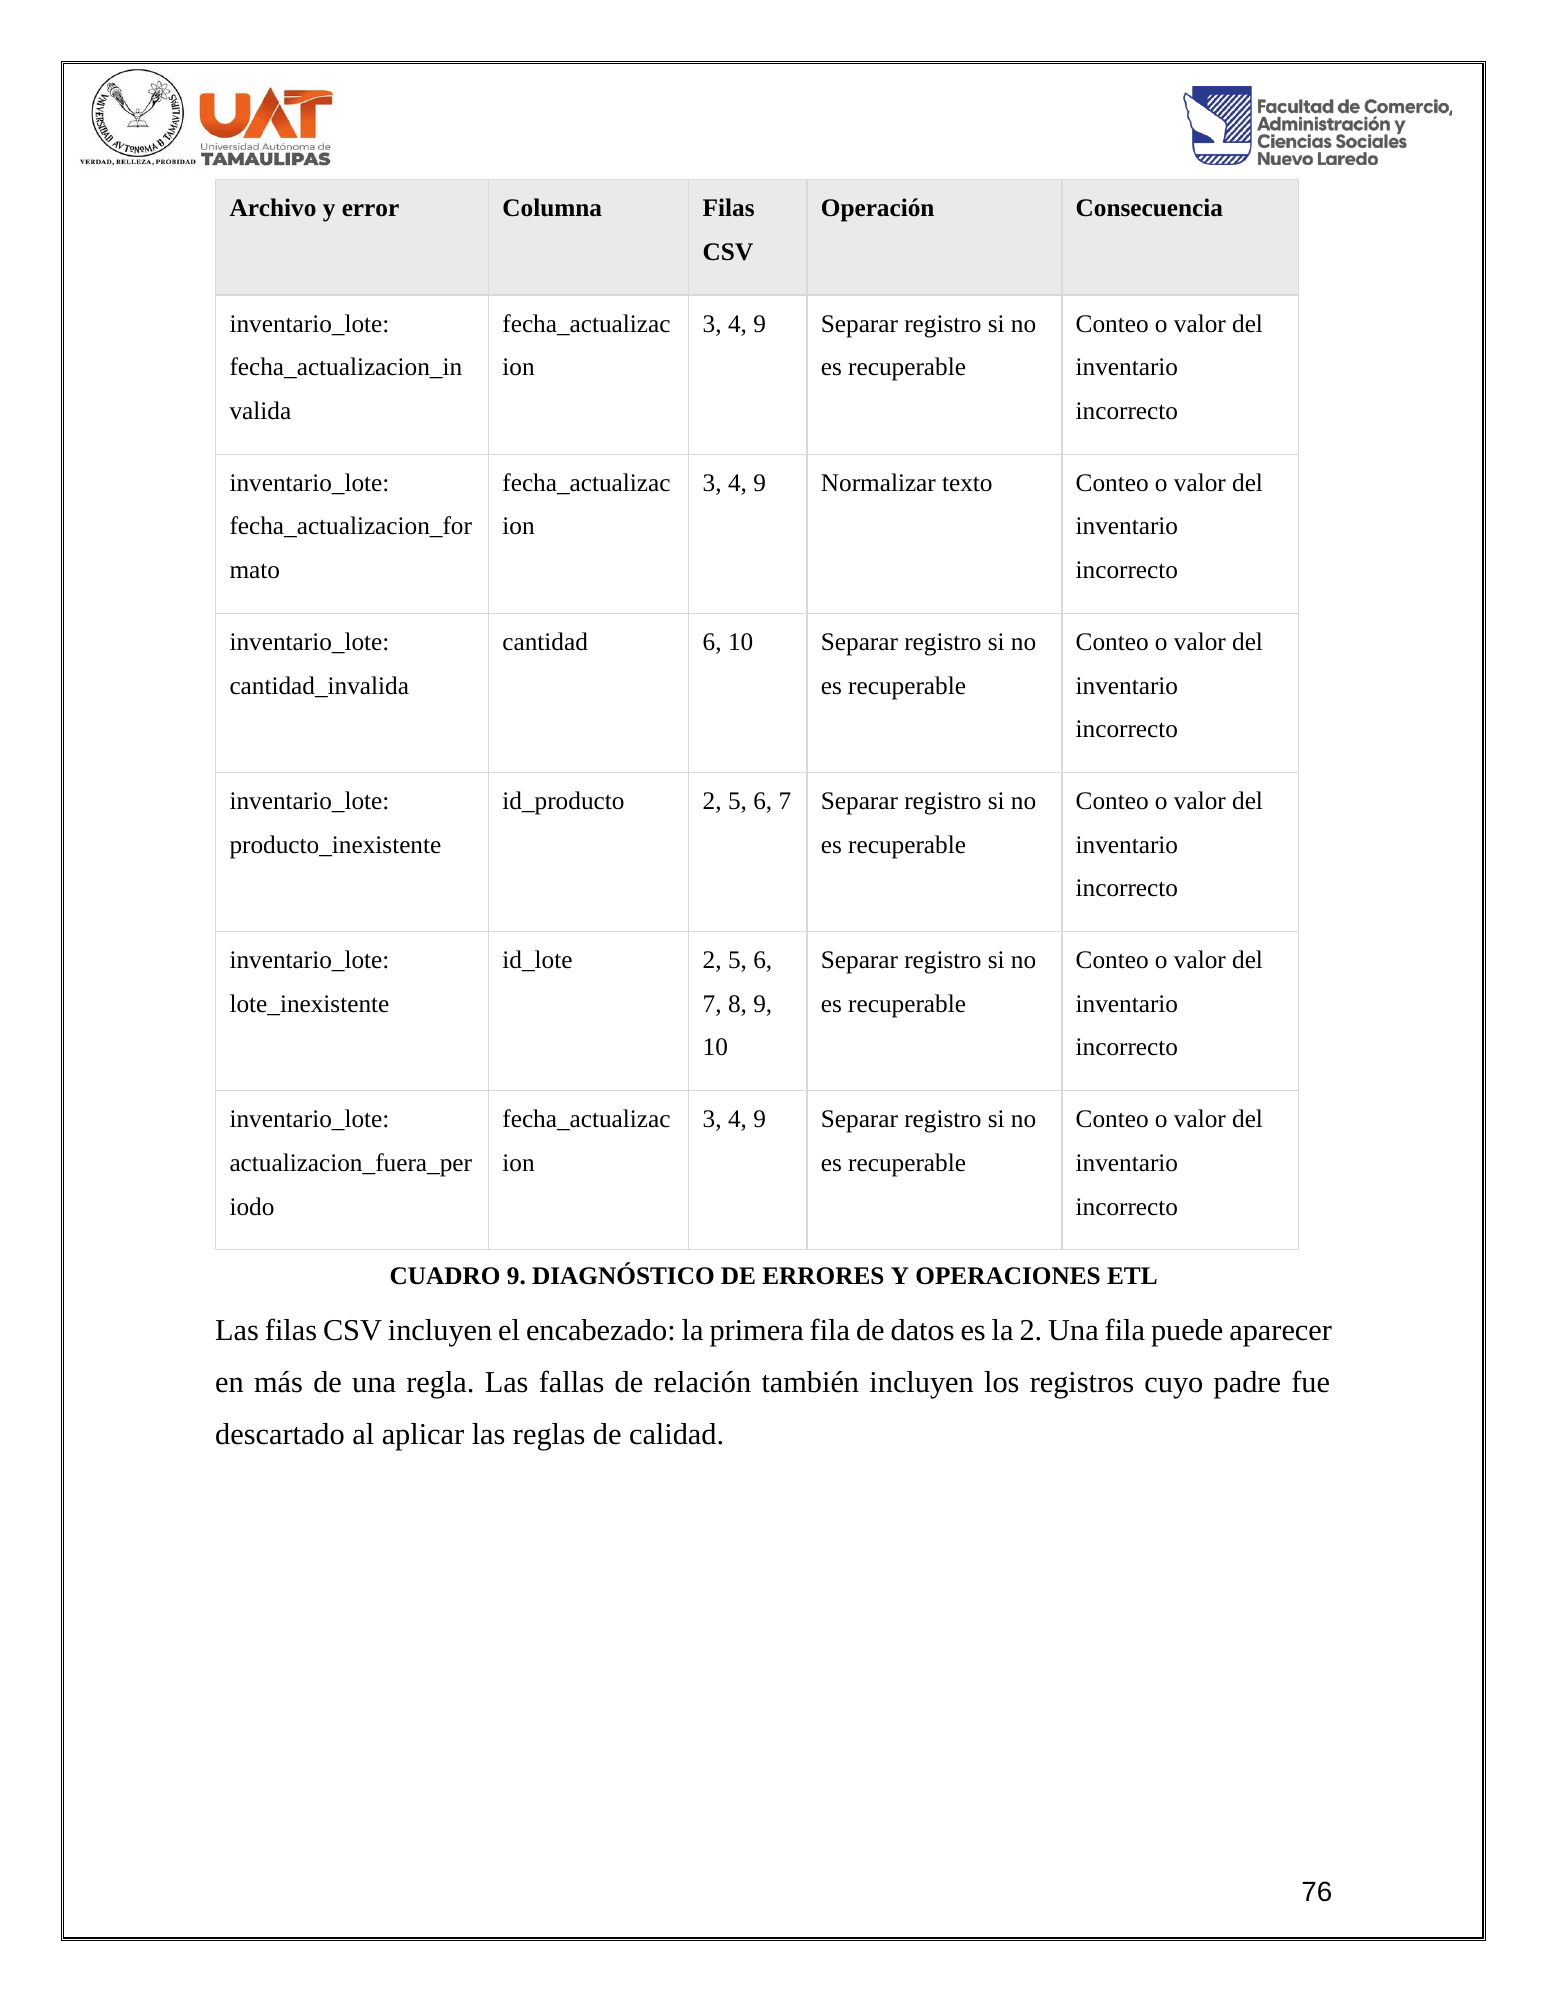 UNIVERSIDAD AVTONOMA D TAMAVLIPAS
VERDAD, BELLEZA, PROBIDAD
UAT
Universidad Autónoma de
TAMAULIPAS
Facultad de Comercio,
Administración y
Ciencias Sociales
Nuevo Laredo
Archivo y error Columna Filas Operación Consecuencia
CSV
inventario_lote: fecha_actualizac 3, 4, 9 Separar registro si no Conteo o valor del
fecha_actualizacion_in ion es recuperable inventario
valida incorrecto
inventario_lote: fecha_actualizac 3, 4, 9 Normalizar texto Conteo o valor del
fecha_actualizacion_for ion inventario
mato incorrecto
inventario_lote: cantidad 6, 10 Separar registro si no Conteo o valor del
cantidad_invalida es recuperable inventario
incorrecto
inventario_lote: id_producto 2, 5, 6, 7 Separar registro si no Conteo o valor del
producto_inexistente es recuperable inventario
incorrecto
inventario_lote: id_lote 2, 5, 6, Separar registro si no Conteo o valor del
lote_inexistente 7, 8, 9, es recuperable inventario
10 incorrecto
inventario_lote: fecha_actualizac 3, 4, 9 Separar registro si no Conteo o valor del
actualizacion_fuera_per ion es recuperable inventario
iodo incorrecto
CUADRO 9. DIAGNÓSTICO DE ERRORES Y OPERACIONES ETL
Las filas CSV incluyen el encabezado: la primera fila de datos es la 2. Una fila puede aparecer
en más de una regla. Las fallas de relación también incluyen los registros cuyo padre fue
descartado al aplicar las reglas de calidad.
76